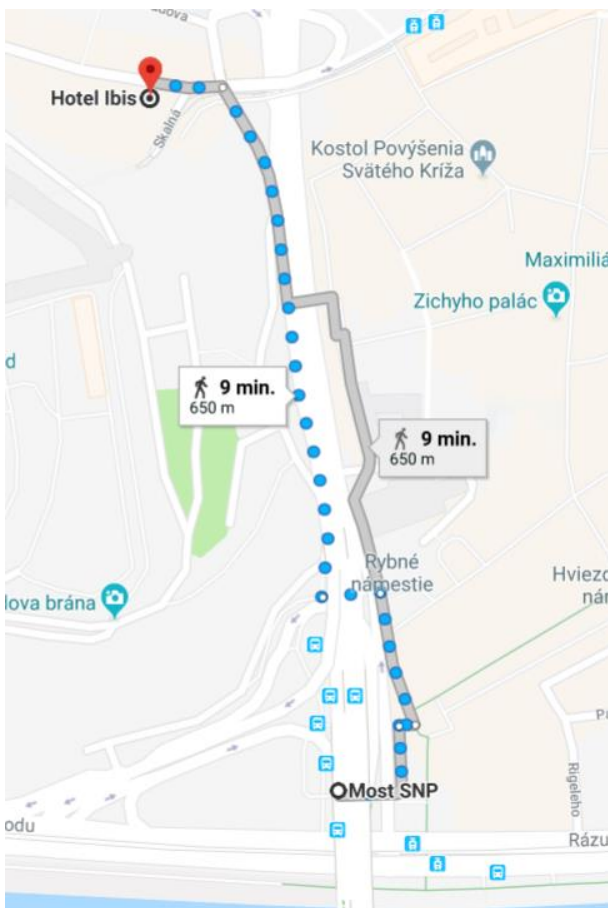 Hotel Ibis
Skalná
Kostol Povýšenia
Svätého Kríža
Zichyho palác
9 min.
650 m
9 min.
650 m
Rybné
námestie
Most SNP
Rigeleho